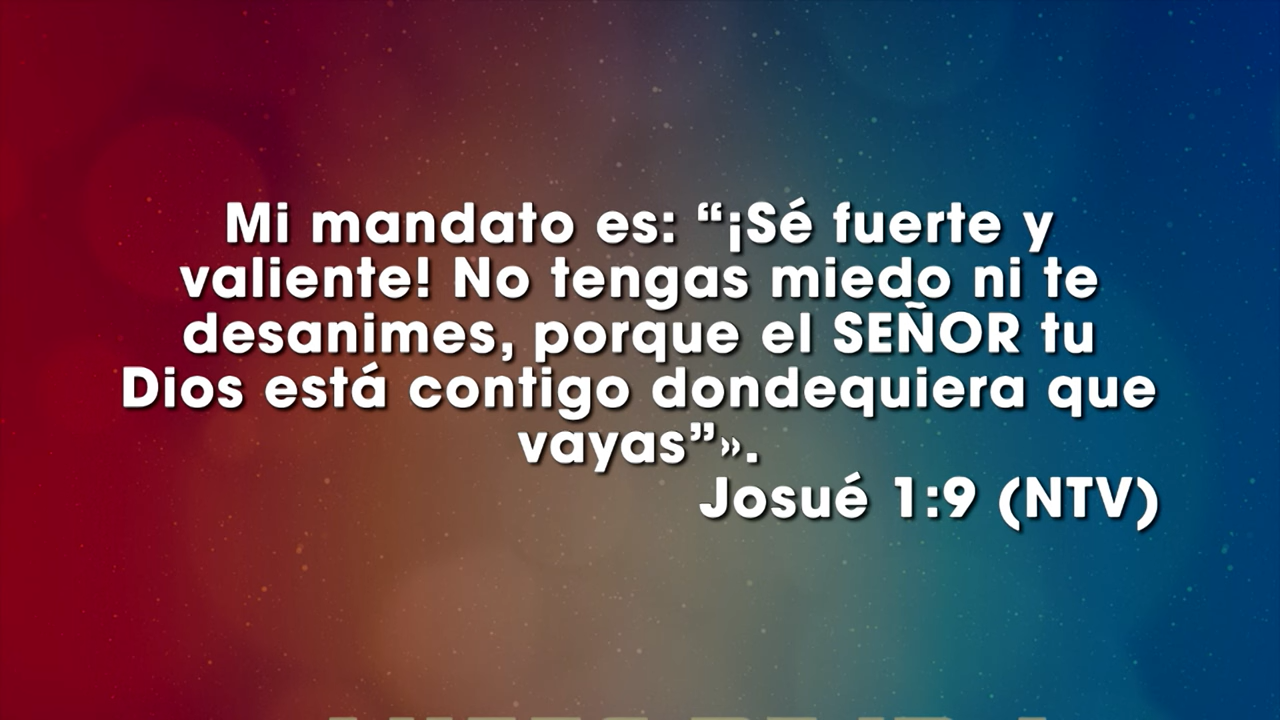 Mi mandato es: “¡Sé fuerte y
valiente! No tengas miedo ni te
desanimes, porque el SEÑOR tu
Dios está contigo dondequiera que
vayas”».
Josué 1:9 (NTV)